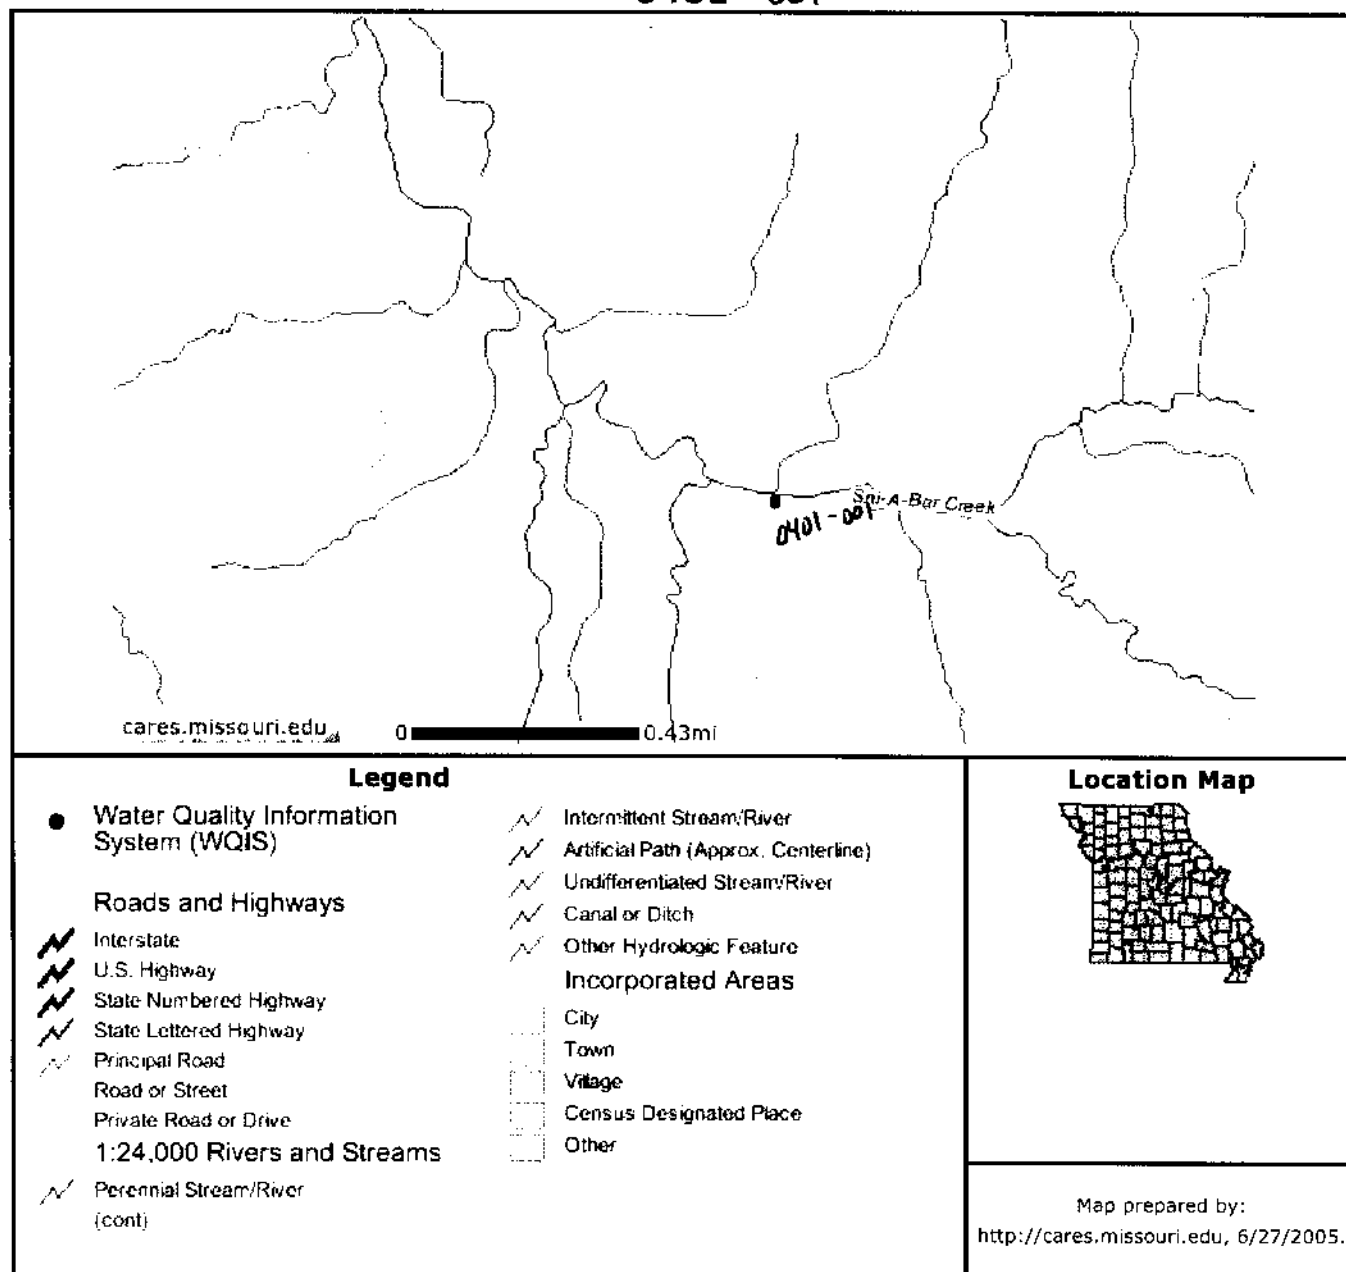 Sni-A-Bar_Creek
0401-001
cares.missouri.edu
0 0.43mi
Legend
Water Quality Information
System (WQIS)
Roads and Highways
Interstate
U.S. Highway
State Numbered Highway
State Lettered Highway
Principal Road
Road or Street
Private Road or Drive
1:24,000 Rivers and Streams
Perennial Stream/River
(cont)
Intermittent Stream/River
Artificial Path (Approx. Centerline)
Undifferentiated Stream/River
Canal or Ditch
Other Hydrologic Feature
Incorporated Areas
City
Town
Village
Census Designated Place
Other
Location Map
Map prepared by:
http://cares.missouri.edu, 6/27/2005.